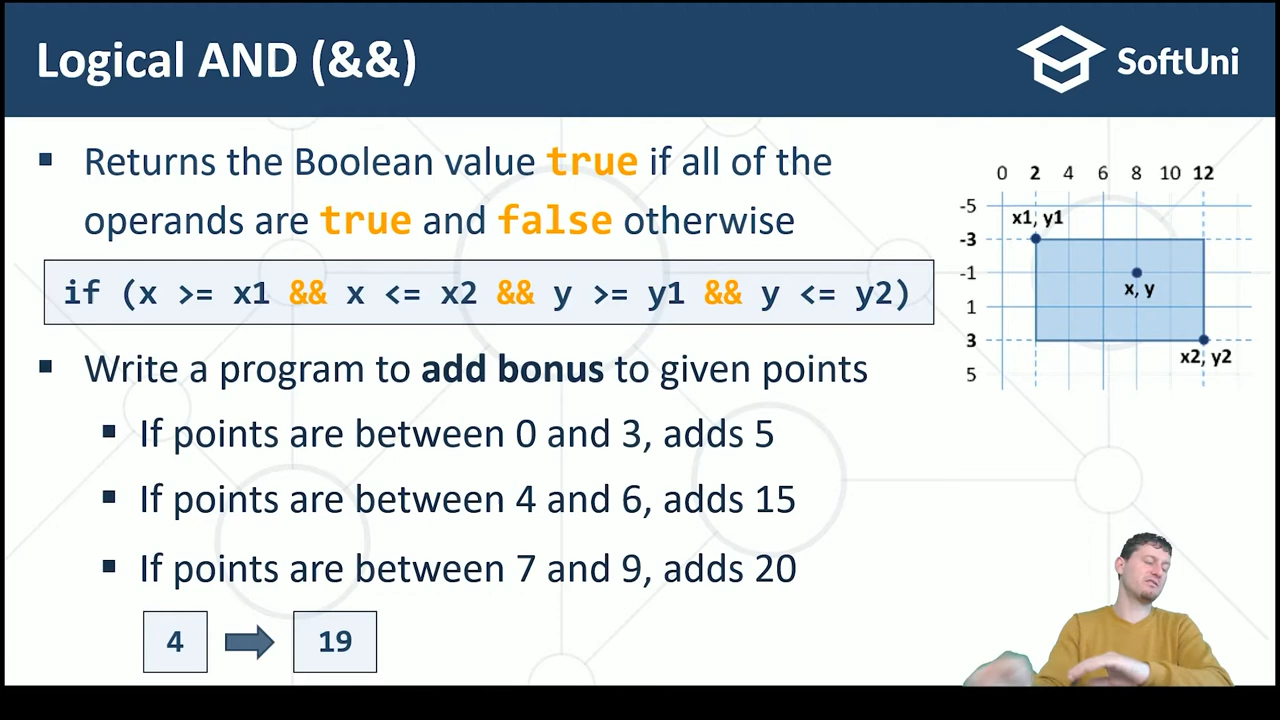 Logical AND (&&)
SoftUni
▪ Returns the Boolean value true if all of the
operands are true and false otherwise
if (x >= x1 && x <= x2 && y >= y1 && y <= y2)
▪ Write a program to add bonus to given points
▪ If points are between 0 and 3, adds 5
▪ If points are between 4 and 6, adds 15
▪ If points are between 7 and 9, adds 20
4 19
0 2 4 6 8 10 12
-5
x1, y1
-3
-1
x, y
1
3
x2, y2
5